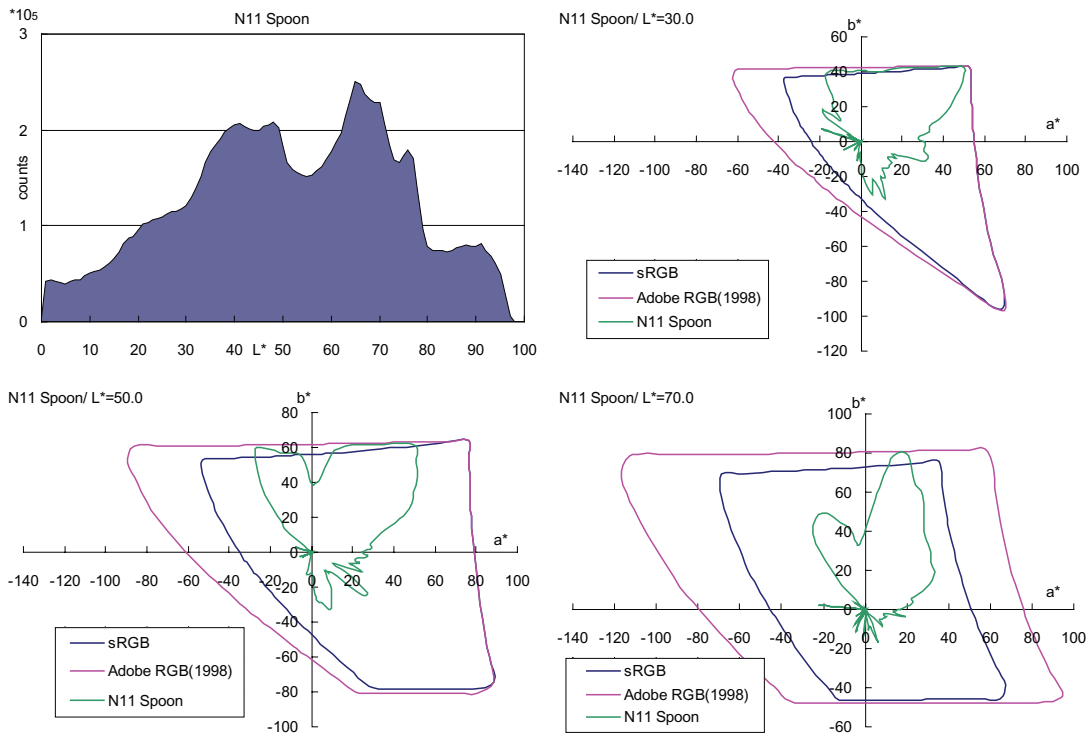 *10⁵
N11 Spoon
3
2
1
0
counts
0 10 20 30 40 L* 50 60 70 80 90 100
N11 Spoon/ L*=30.0
b*
60
40
20
0
-20
-40
-60
-80
-100
-120
-140 -120 -100 -80 -60 -40 -20 0 20 40 60 80 100
a*
sRGB
Adobe RGB(1998)
N11 Spoon
N11 Spoon/ L*=50.0
b*
80
60
40
20
0
-20
-40
-60
-80
-100
-140 -120 -100 -80 -60 -40 -20 0 20 40 60 80 100
a*
sRGB
Adobe RGB(1998)
N11 Spoon
N11 Spoon/ L*=70.0
b*
100
80
60
40
20
0
-20
-40
-60
-140 -120 -100 -80 -60 -40 -20 0 20 40 60 80 100
a*
sRGB
Adobe RGB(1998)
N11 Spoon